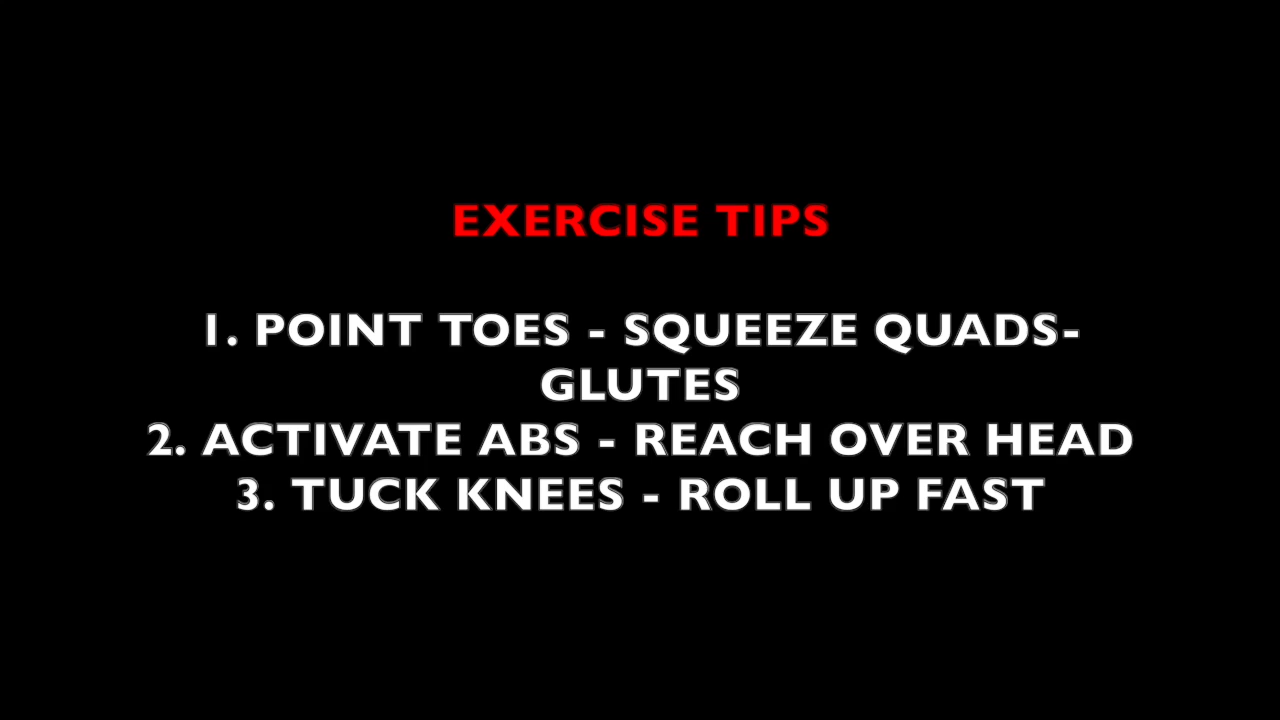 EXERCISE TIPS
1. POINT TOES - SQUEEZE QUADS-
GLUTES
2. ACTIVATE ABS - REACH OVER HEAD
3. TUCK KNEES - ROLL UP FAST